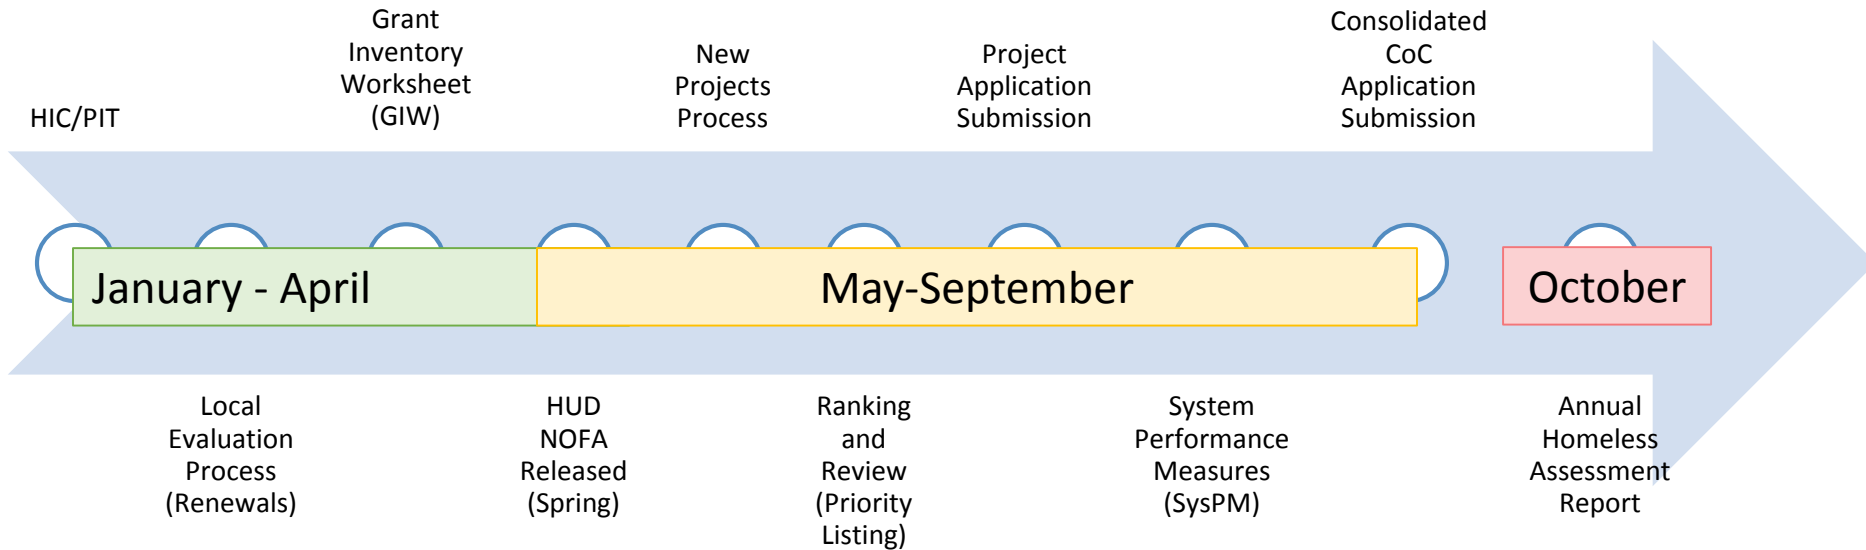 HIC/PIT
Grant
Inventory
Worksheet
(GIW)
New
Projects
Process
Project
Application
Submission
Consolidated
CoC
Application
Submission
January - April
May-September
October
Local
Evaluation
Process
(Renewals)
HUD
NOFA
Released
(Spring)
Ranking
and
Review
(Priority
Listing)
System
Performance
Measures
(SysPM)
Annual
Homeless
Assessment
Report